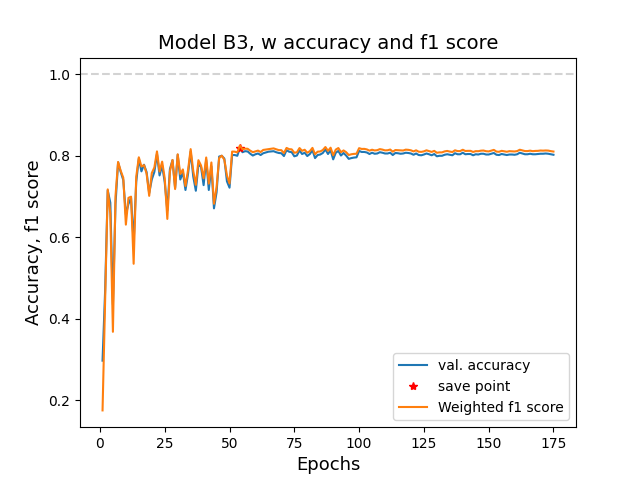 Model B3, w accuracy and f1 score
Accuracy, f1 score
1.0
0.8
0.6
0.4
0.2
val. accuracy
save point
Weighted f1 score
0 25 50 75 100 125 150 175
Epochs